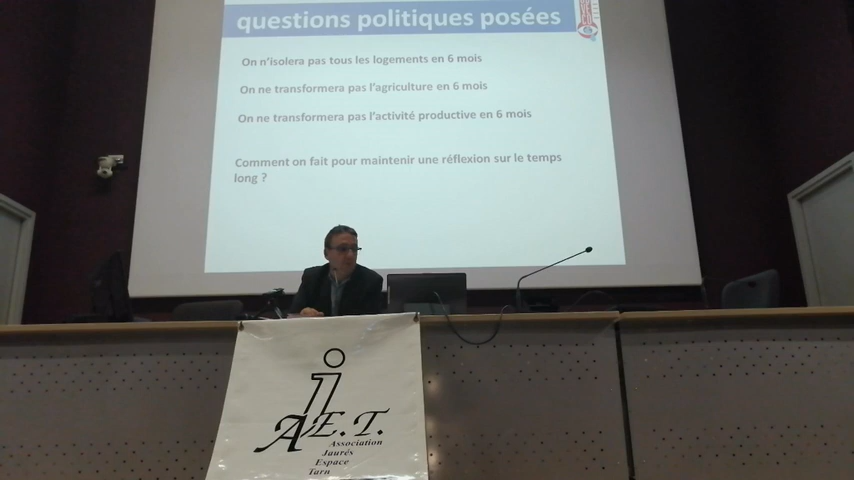 questions politiques posées
On n'isolera pas tous les logements en 6 mois
On ne transformera pas l'agriculture en 6 mois
On ne transformera pas l'activité productive en 6 mois
Comment on fait pour maintenir une réflexion sur le temps
long ?
AJE.T.
Association
Jaurés
Espace
Tarn